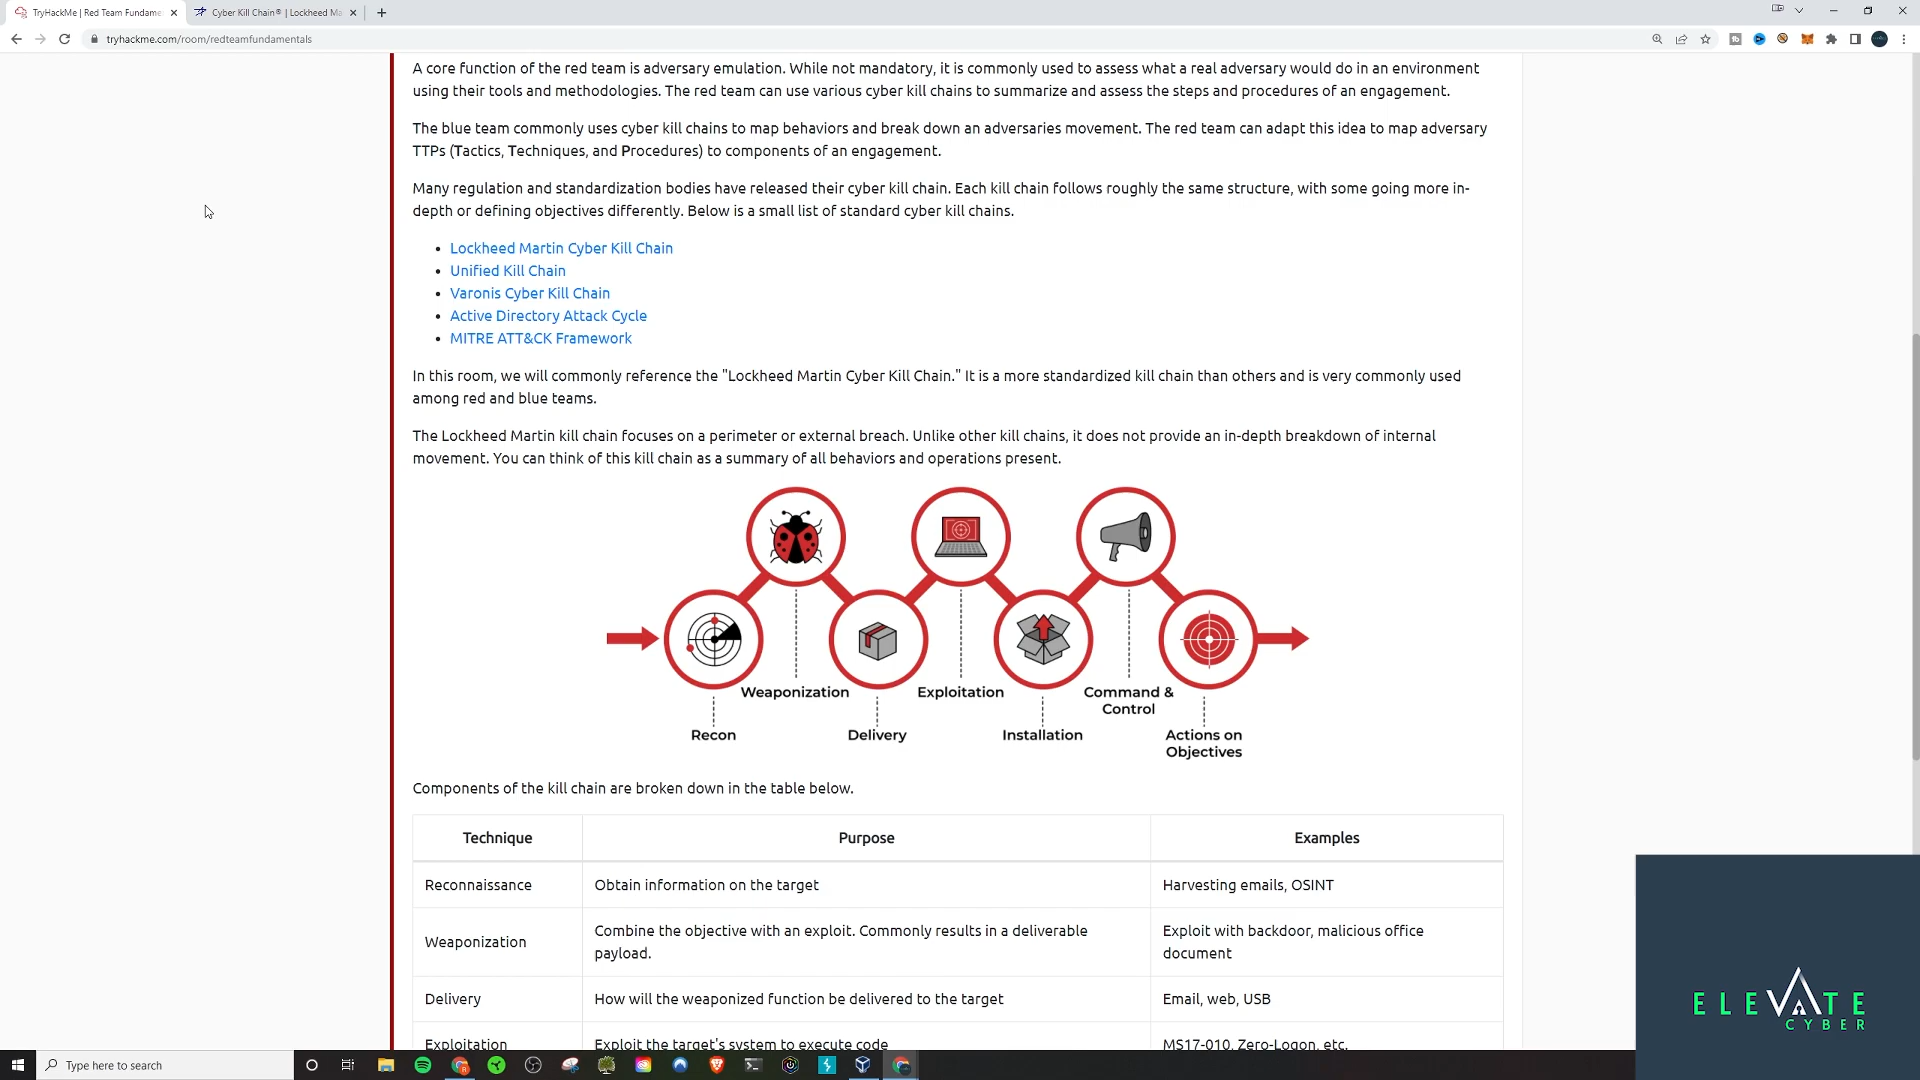 TryHackMe | Red Team Fundame
Cyber Kill Chain® | Lockheed Ma
tryhackme.com/room/redteamfundamentals
A core function of the red team is adversary emulation. While not mandatory, it is commonly used to assess what a real adversary would do in an environment
using their tools and methodologies. The red team can use various cyber kill chains to summarize and assess the steps and procedures of an engagement.
The blue team commonly uses cyber kill chains to map behaviors and break down an adversaries movement. The red team can adapt this idea to map adversary
TTPs (Tactics, Techniques, and Procedures) to components of an engagement.
Many regulation and standardization bodies have released their cyber kill chain. Each kill chain follows roughly the same structure, with some going more in-
depth or defining objectives differently. Below is a small list of standard cyber kill chains.
Lockheed Martin Cyber Kill Chain
Unified Kill Chain
Varonis Cyber Kill Chain
Active Directory Attack Cycle
MITRE ATT&CK Framework
In this room, we will commonly reference the "Lockheed Martin Cyber Kill Chain." It is a more standardized kill chain than others and is very commonly used
among red and blue teams.
The Lockheed Martin kill chain focuses on a perimeter or external breach. Unlike other kill chains, it does not provide an in-depth breakdown of internal
movement. You can think of this kill chain as a summary of all behaviors and operations present.
Weaponization
Exploitation
Command &
Control
Recon
Delivery
Installation
Actions on
Objectives
Components of the kill chain are broken down in the table below.
Technique
Purpose
Examples
Reconnaissance
Obtain information on the target
Harvesting emails, OSINT
Weaponization
Combine the objective with an exploit. Commonly results in a deliverable
payload.
Exploit with backdoor, malicious office
document
Delivery
How will the weaponized function be delivered to the target
Email, web, USB
Exploitation
Exploit the target's system to execute code
MS17-010, Zero-Logon, etc.
ELEVATE
CYBER
Type here to search